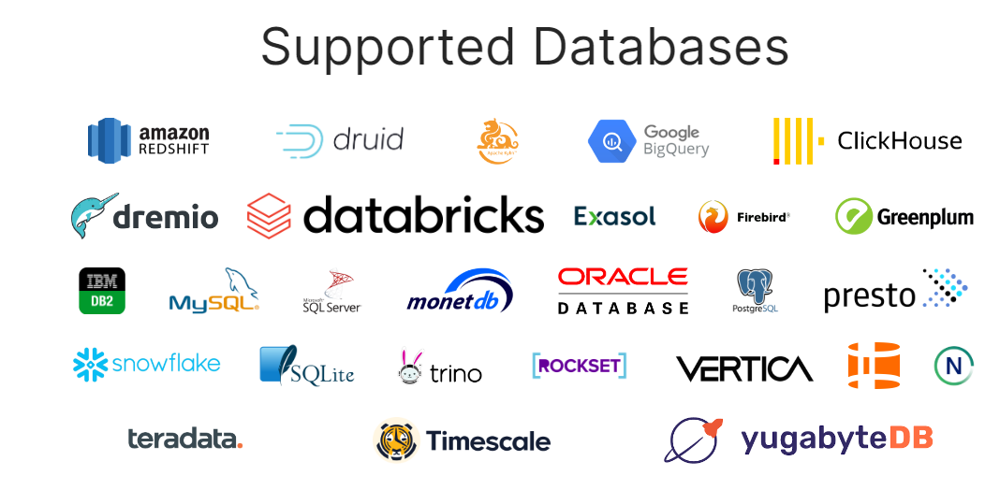 Supported Databases
amazon
REDSHIFT
druid
Apache Kylin™
Google
BigQuery
ClickHouse
dremio
databricks
Exasol
Firebird®
Greenplum
IBM
DB2
MySQL®
Microsoft®
SQL Server
monetdb
ORACLE
DATABASE
PostgreSQL
presto
snowflake
SQLite
trino
[ROCKSET]
VERTICA
N
teradata.
Timescale
yugabyteDB